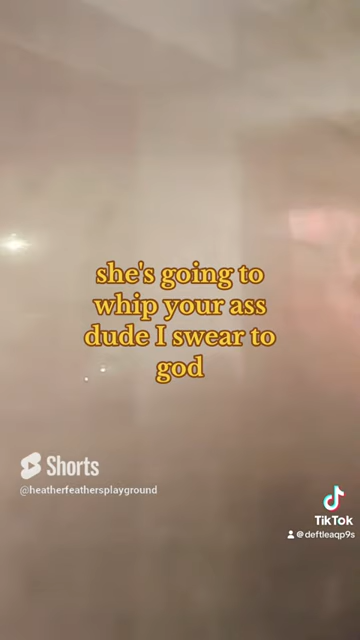 she's going to
whip your ass
dude I swear to
god
Shorts
@heatherfeathersplayground
TikTok
@deftleaqp9s